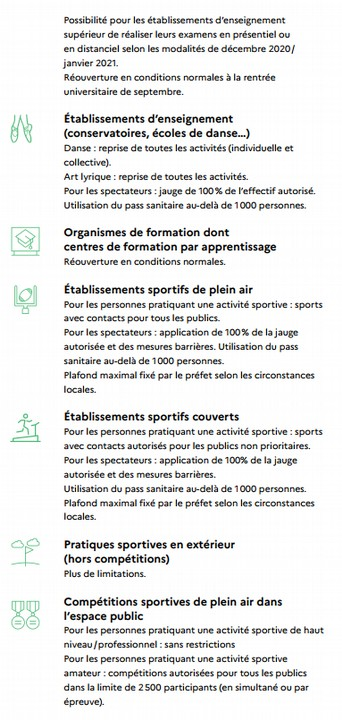 Possibilité pour les établissements d'enseignement
supérieur de réaliser leurs examens en présentiel ou
en distanciel selon les modalités de décembre 2020/
janvier 2021.
Réouverture en conditions normales à la rentrée
universitaire de septembre.
Établissements d'enseignement
(conservatoires, écoles de danse…)
Danse : reprise de toutes les activités (individuelle et
collective).
Art lyrique : reprise de toutes les activités.
Pour les spectateurs : jauge de 100 % de l'effectif autorisé.
Utilisation du pass sanitaire au-delà de 1000 personnes.
Organismes de formation dont
centres de formation par apprentissage
Réouverture en conditions normales.
Établissements sportifs de plein air
Pour les personnes pratiquant une activité sportive : sports
avec contacts pour tous les publics.
Pour les spectateurs : application de 100 % de la jauge
autorisée et des mesures barrières. Utilisation du pass
sanitaire au-delà de 1000 personnes.
Plafond maximal fixé par le préfet selon les circonstances
locales.
Établissements sportifs couverts
Pour les personnes pratiquant une activité sportive : sports
avec contacts autorisés pour les publics non prioritaires.
Pour les spectateurs : application de 100% de la jauge
autorisée et des mesures barrières.
Utilisation du pass sanitaire au-delà de 1000 personnes.
Plafond maximal fixé par le préfet selon les circonstances
locales.
Pratiques sportives en extérieur
(hors compétitions)
Plus de limitations.
Compétitions sportives de plein air dans
l'espace public
Pour les personnes pratiquant une activité sportive de haut
niveau/professionnel : sans restrictions
Pour les personnes pratiquant une activité sportive
amateur : compétitions autorisées pour tous les publics
dans la limite de 2500 participants (en simultané ou par
épreuve).